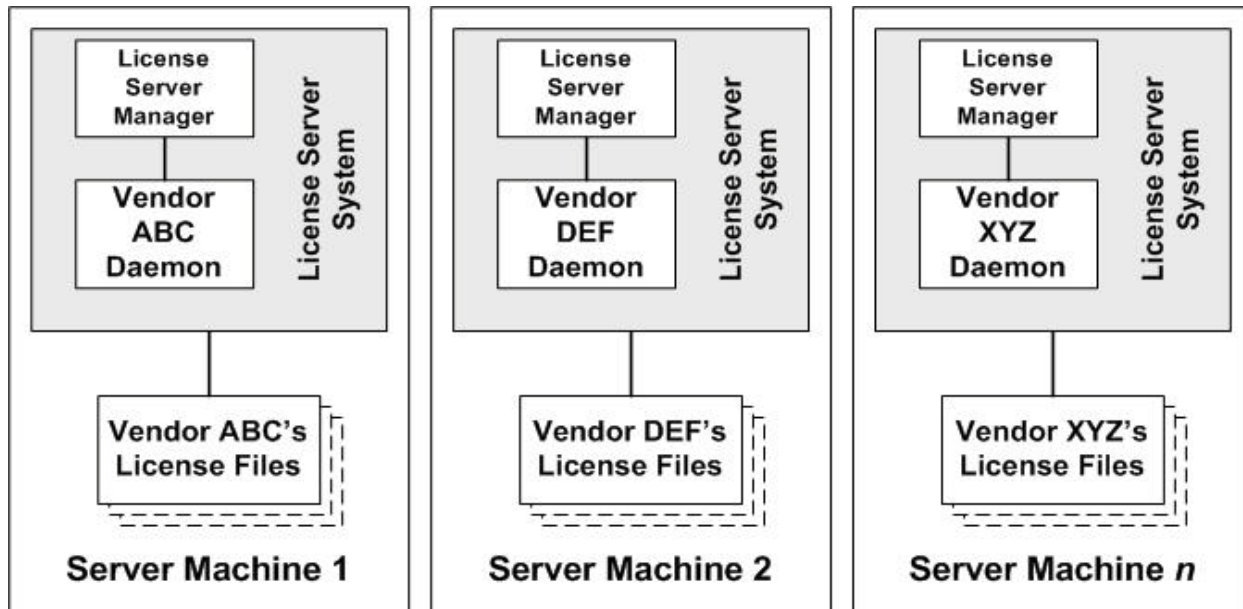 License
Server
Manager
Vendor
ABC
Daemon
License Server
System
Vendor ABC's
License Files
Server Machine 1
License
Server
Manager
Vendor
DEF
Daemon
License Server
System
Vendor DEF's
License Files
Server Machine 2
License
Server
Manager
Vendor
XYZ
Daemon
License Server
System
Vendor XYZ's
License Files
Server Machine n